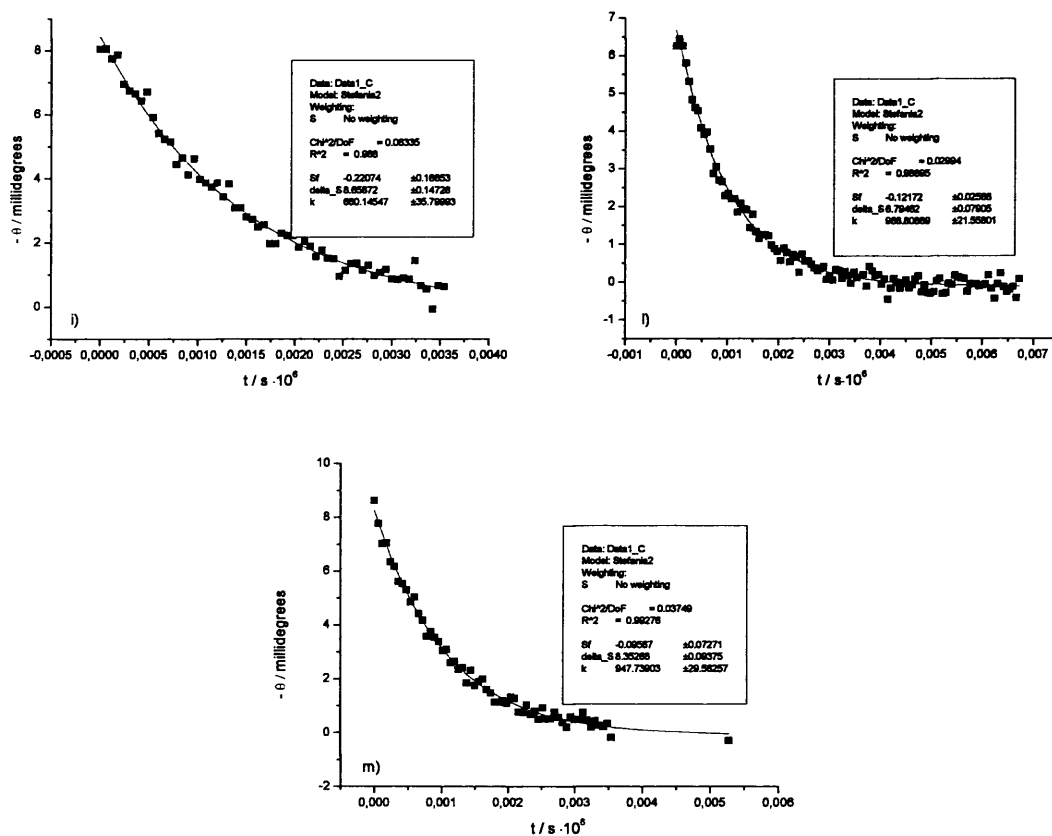 - θ / millidegrees
8
6
4
2
0
Data: Data1_C
Model: Stefania2
Weighting:
S No weighting
Chi^2/DoF = 0.06335
R^2 = 0.988
Sf -0.22074 ±0.16653
delta_S 8.65872 ±0.14728
k 660.14547 ±35.79993
i)
-0,0005 0,0000 0,0005 0,0010 0,0015 0,0020 0,0025 0,0030 0,0035 0,0040
t / s ·10⁶
- θ / millidegrees
7
6
5
4
3
2
1
0
-1
Data: Data1_C
Model: Stefania2
Weighting:
S No weighting
Chi^2/DoF = 0.02994
R^2 = 0.98895
Sf -0.12172 ±0.02586
delta_S 6.79462 ±0.07905
k 968.80869 ±21.55801
l)
-0,001 0,000 0,001 0,002 0,003 0,004 0,005 0,006 0,007
t / s·10⁶
- θ / millidegrees
10
8
6
4
2
0
-2
Data: Data1_C
Model: Stefania2
Weighting:
S No weighting
Chi^2/DoF = 0.03749
R^2 = 0.99276
Sf -0.09567 ±0.07271
delta_S 8.35268 ±0.09375
k 947.73903 ±29.56257
m)
0,000 0,001 0,002 0,003 0,004 0,005 0,006
t / s ·10⁶